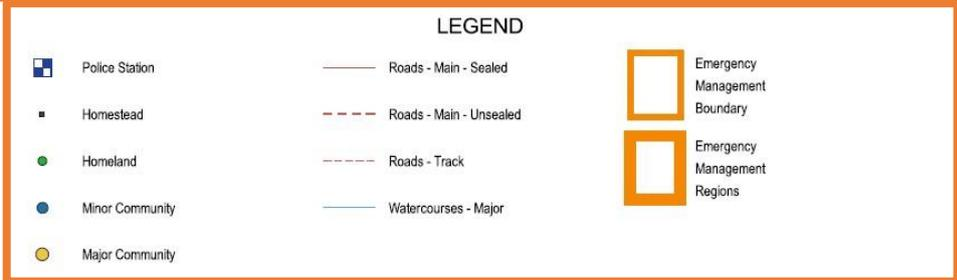 LEGEND
Police Station
Homestead
Homeland
Minor Community
Major Community
Roads - Main - Sealed
Roads - Main - Unsealed
Roads - Track
Watercourses - Major
Emergency
Management
Boundary
Emergency
Management
Regions